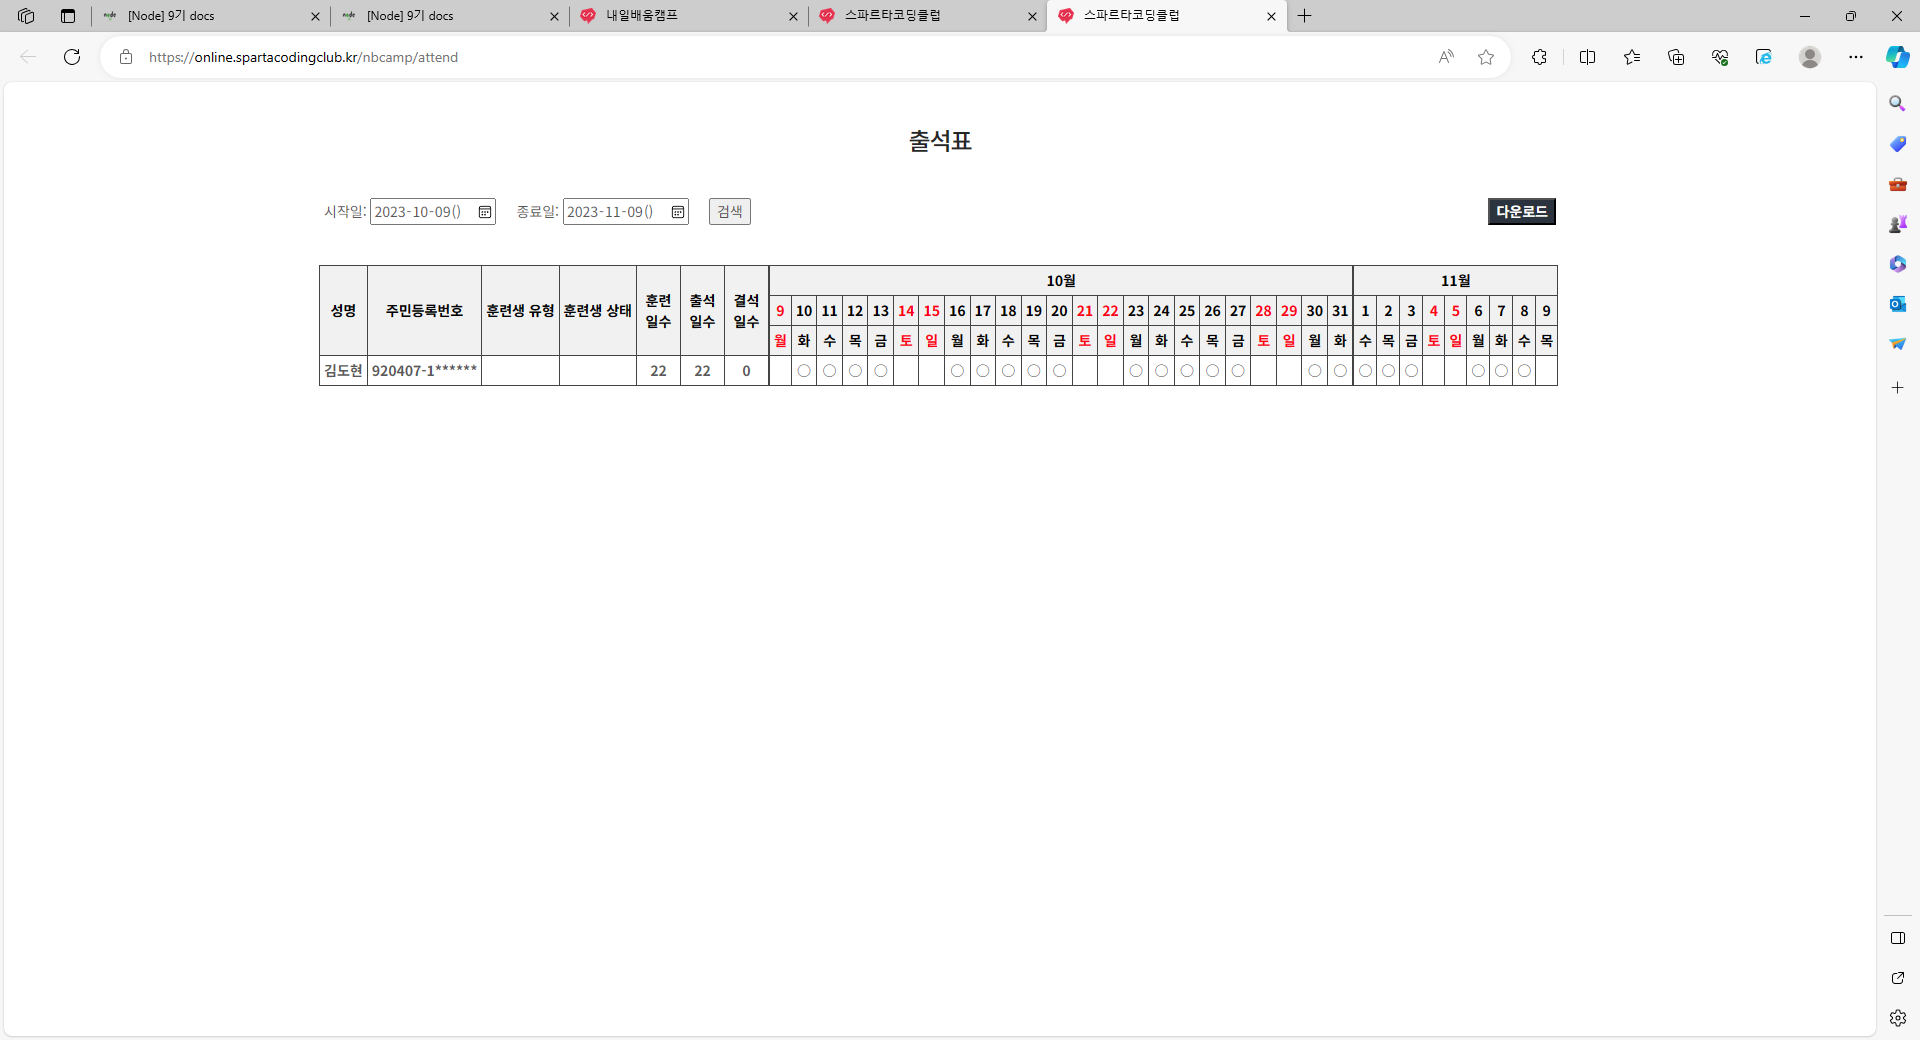 [Node] 9기 docs
[Node] 9기 docs
내일배움캠프
스파르타코딩클럽
스파르타코딩클럽
https://online.spartacodingclub.kr/nbcamp/attend
출석표
시작일: 2023-10-09() 종료일: 2023-11-09() 검색 다운로드
성명 주민등록번호 훈련생 유형 훈련생 상태 훈련 일수 출석 일수 결석 일수 10월 11월
9 10 11 12 13 14 15 16 17 18 19 20 21 22 23 24 25 26 27 28 29 30 31 1 2 3 4 5 6 7 8 9
월 화 수 목 금 토 일 월 화 수 목 금 토 일 월 화 수 목 금 토 일 월 화 수 목 금 토 일 월 화 수 목
김도현 920407-1****** 22 22 0 ○ ○ ○ ○ ○ ○ ○ ○ ○ ○ ○ ○ ○ ○ ○ ○ ○ ○ ○ ○ ○ ○